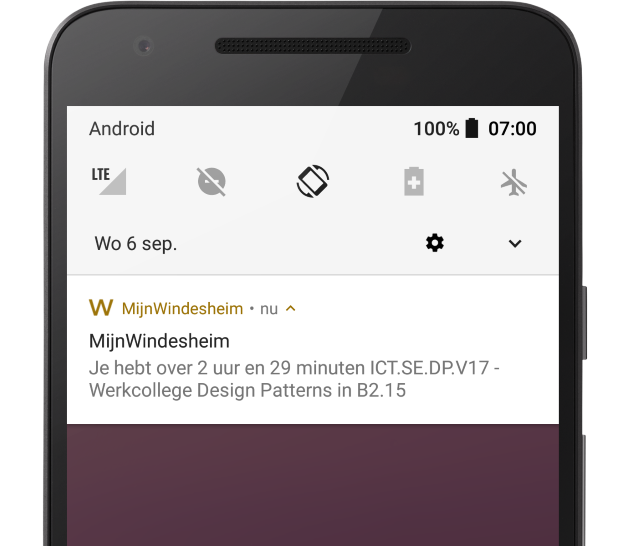 Android 100% 07:00
LTE
Wo 6 sep.
W MijnWindesheim • nu
MijnWindesheim
Je hebt over 2 uur en 29 minuten ICT.SE.DP.V17 -
Werkcollege Design Patterns in B2.15